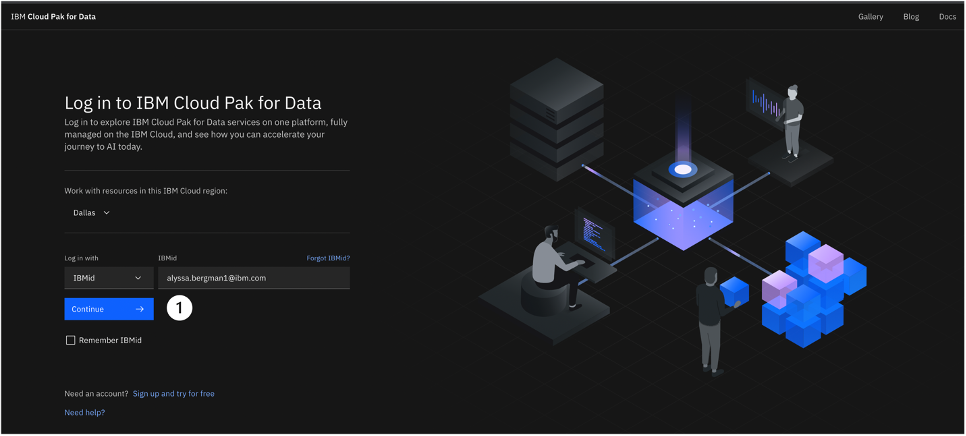 IBM Cloud Pak for Data
Gallery Blog Docs
Log in to IBM Cloud Pak for Data
Log in to explore IBM Cloud Pak for Data services on one platform, fully
managed on the IBM Cloud, and see how you can accelerate your
journey to AI today.
Work with resources in this IBM Cloud region:
Dallas
Log in with IBMid Forgot IBMid?
IBMid alyssa.bergman1@ibm.com
Continue 1
Remember IBMid
Need an account? Sign up and try for free
Need help?